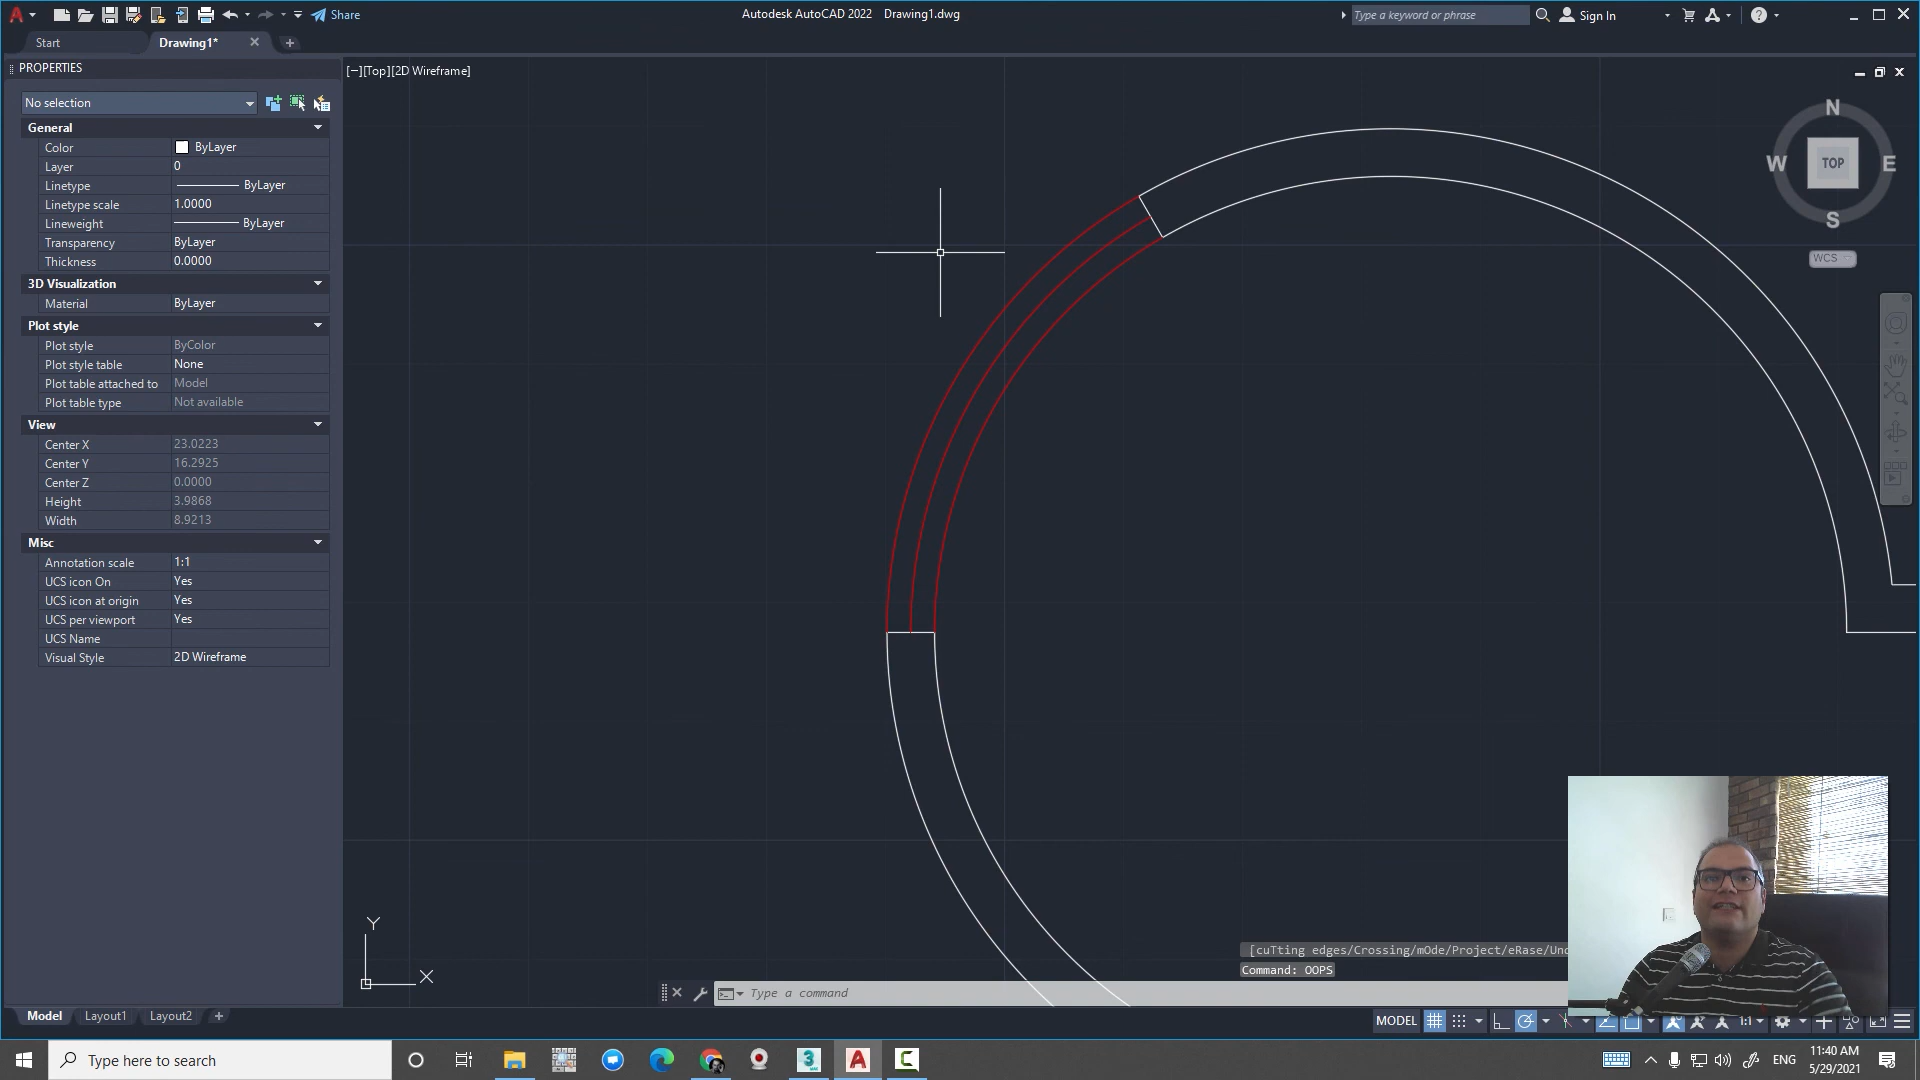 Share
Autodesk AutoCAD 2022 Drawing1.dwg
Type a keyword or phrase
Sign In
Start
Drawing1*
PROPERTIES
[−][Top][2D Wireframe]
No selection
General
Color ByLayer
Layer 0
Linetype ByLayer
Linetype scale 1.0000
Lineweight ByLayer
Transparency ByLayer
Thickness 0.0000
3D Visualization
Material ByLayer
Plot style
Plot style ByColor
Plot style table None
Plot table attached to Model
Plot table type Not available
View
Center X 23.0223
Center Y 16.2925
Center Z 0.0000
Height 3.9868
Width 8.9213
Misc
Annotation scale 1:1
UCS icon On Yes
UCS icon at origin Yes
UCS per viewport Yes
UCS Name
Visual Style 2D Wireframe
N
W TOP E
S
WCS
Y
X
[cuTting edges/Crossing/mOde/Project/eRase/Und
Command: OOPS
Type a command
Model Layout1 Layout2
MODEL
1:1
Type here to search
ENG
11:40 AM
5/29/2021